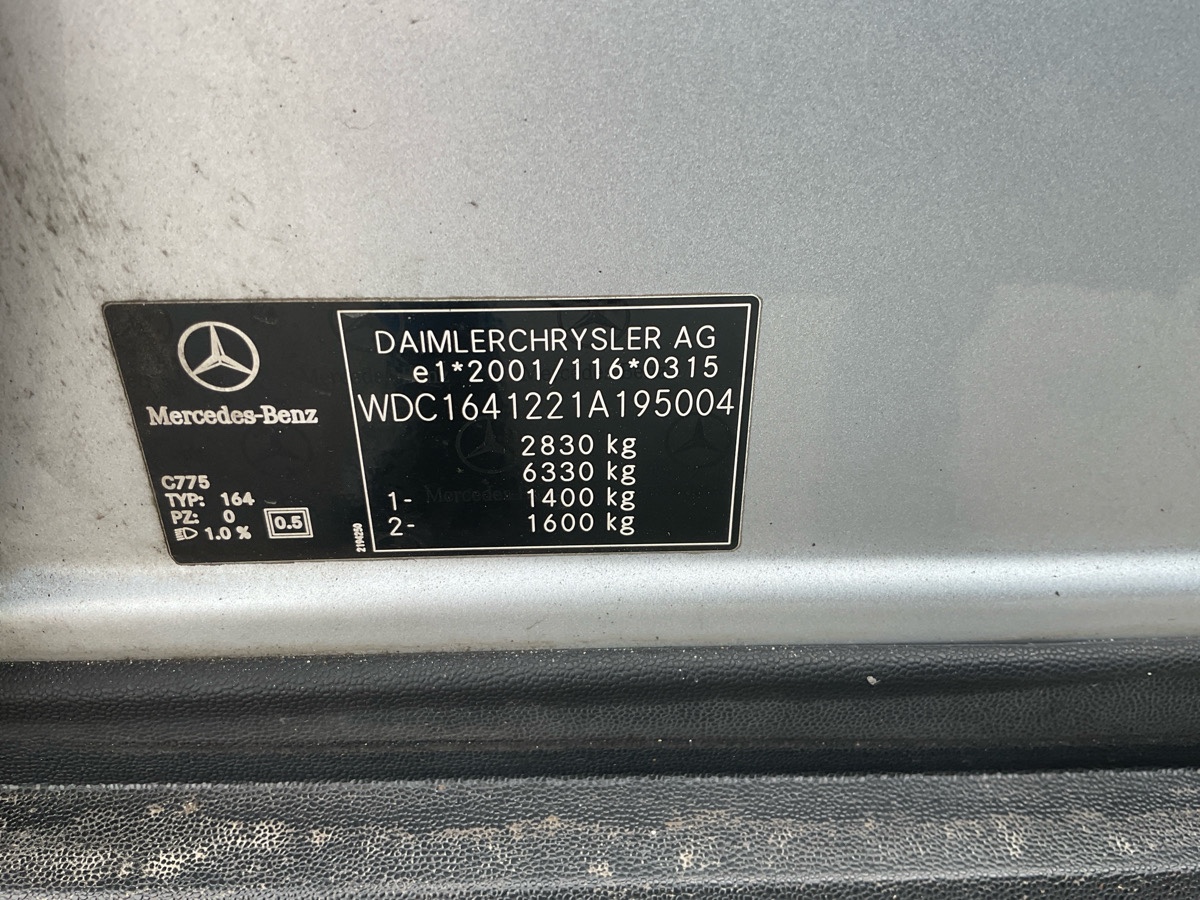 Mercedes-Benz
C775
TYP: 164
PZ: 0
1.0 %
0.5
2194250
DAIMLERCHRYSLER AG
e1*2001/116*0315
WDC1641221A195004
2830 kg
6330 kg
1- 1400 kg
2- 1600 kg